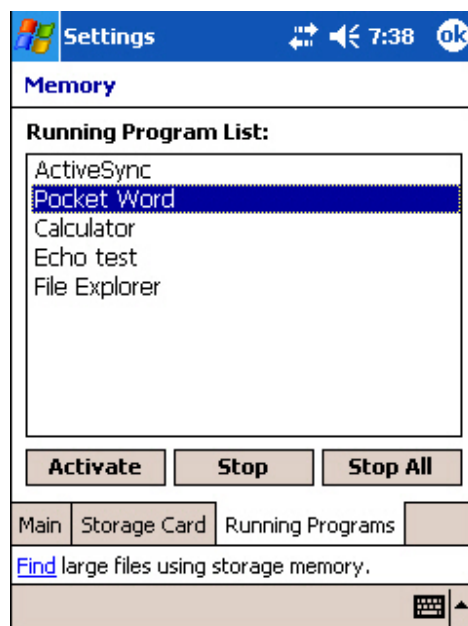 Settings 7:38 ok
Memory
Running Program List:
ActiveSync
Pocket Word
Calculator
Echo test
File Explorer
Activate Stop Stop All
Main Storage Card Running Programs
Find large files using storage memory.